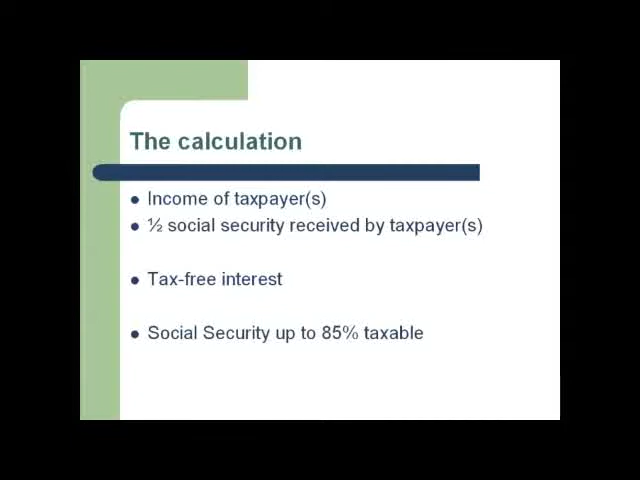 The calculation
Income of taxpayer(s)
½ social security received by taxpayer(s)
Tax-free interest
Social Security up to 85% taxable